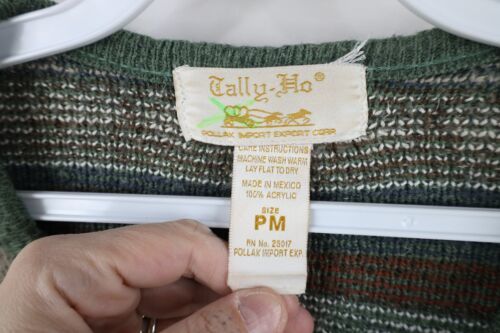 Tally-Ho®
POLLAK IMPORT EXPORT CORP.
CARE INSTRUCTIONS
MACHINE WASH WARM
LAY FLAT TO DRY
MADE IN MEXICO
100% ACRYLIC
SIZE
PM
RN No. 25017
POLLAK IMPORT EXP.